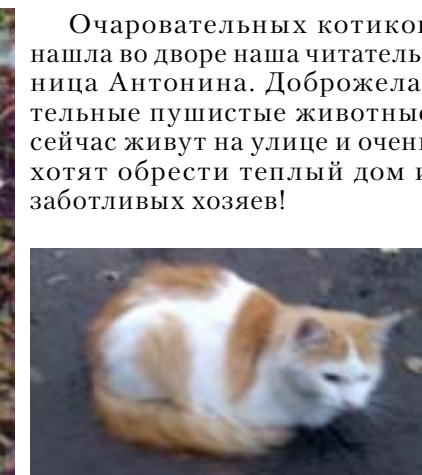 Очаровательных котиков
нашла во дворе наша читатель-
ница Антонина. Доброжела-
тельные пушистые животные
сейчас живут на улице и очень
хотят обрести теплый дом и
заботливых хозяев!